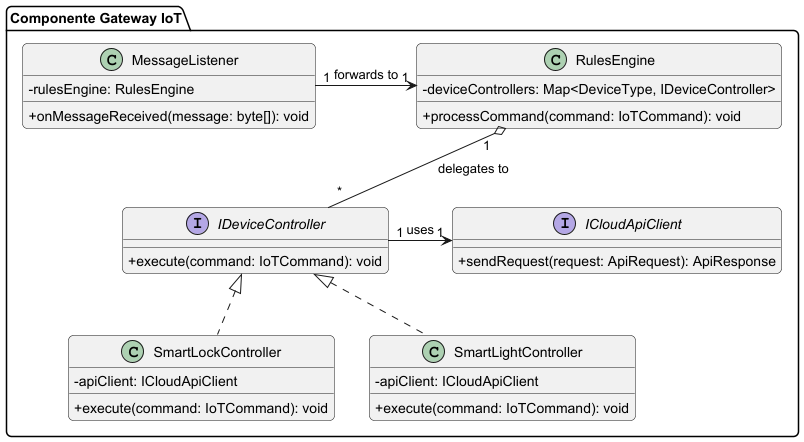 Componente Gateway IoT
C MessageListener
-rulesEngine: RulesEngine
+onMessageReceived(message: byte[]): void
1 forwards to 1
C RulesEngine
-deviceControllers: Map<DeviceType, IDeviceController>
+processCommand(command: IoTCommand): void
1
delegates to
*
I IDeviceController
+execute(command: IoTCommand): void
1 uses 1
I ICloudApiClient
+sendRequest(request: ApiRequest): ApiResponse
C SmartLockController
-apiClient: ICloudApiClient
+execute(command: IoTCommand): void
C SmartLightController
-apiClient: ICloudApiClient
+execute(command: IoTCommand): void